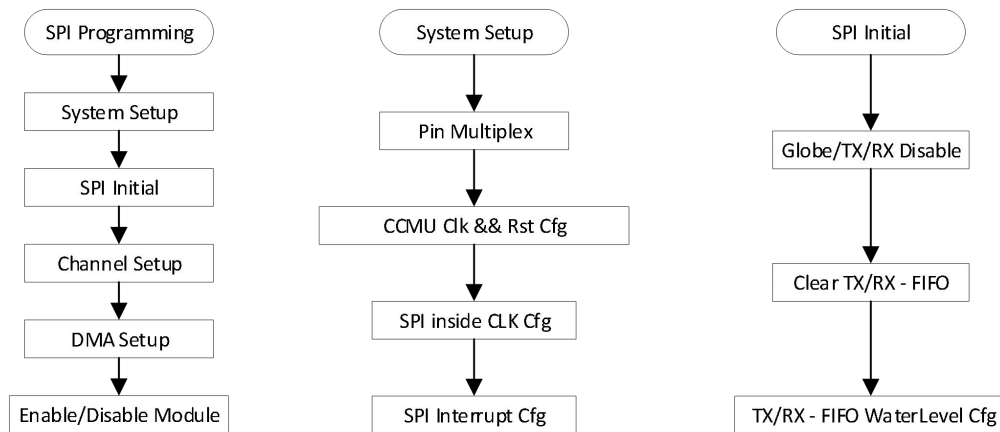 SPI Programming
System Setup
SPI Initial
Channel Setup
DMA Setup
Enable/Disable Module
System Setup
Pin Multiplex
CCMU Clk && Rst Cfg
SPI inside CLK Cfg
SPI Interrupt Cfg
SPI Initial
Globe/TX/RX Disable
Clear TX/RX - FIFO
TX/RX - FIFO WaterLevel Cfg